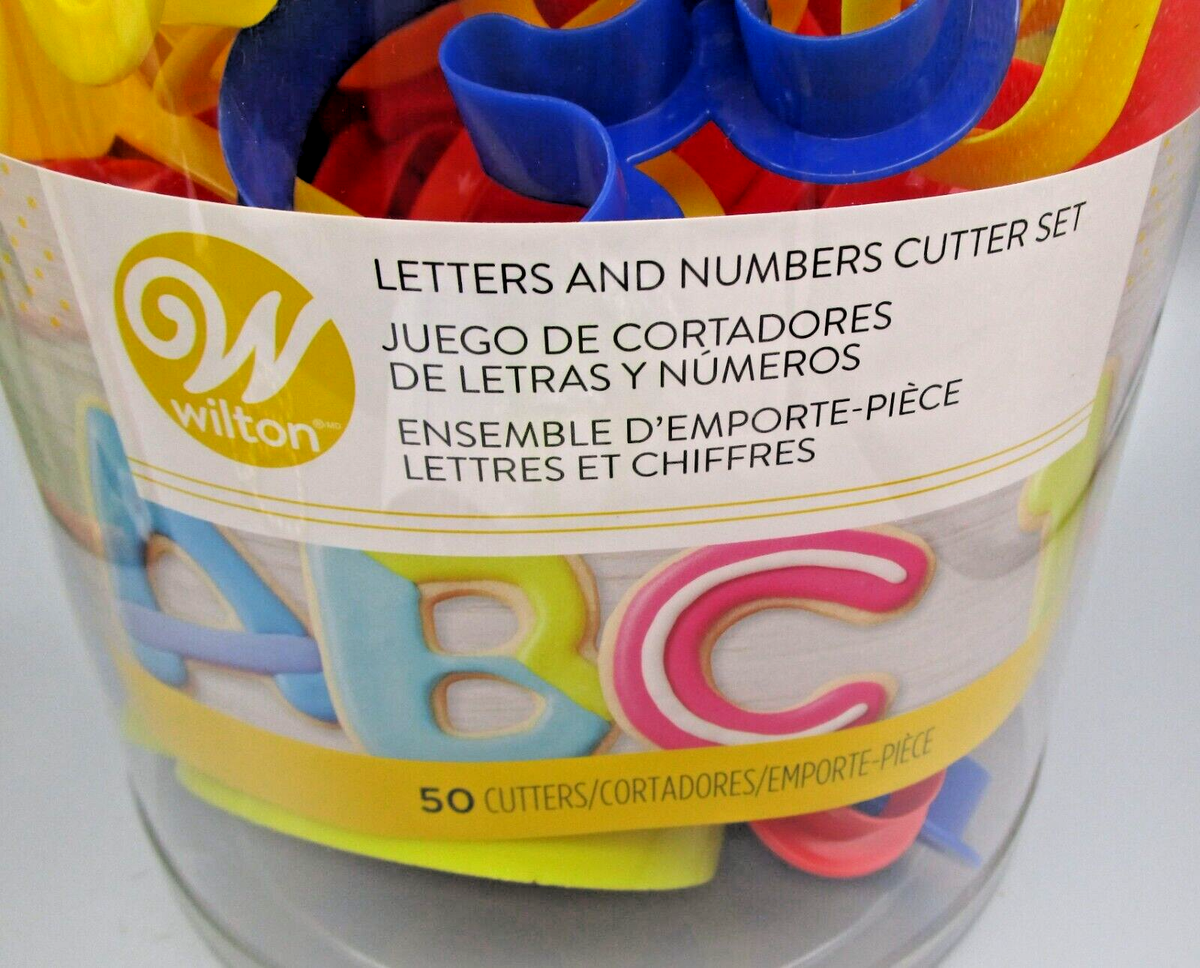 wilton®MD
LETTERS AND NUMBERS CUTTER SET
JUEGO DE CORTADORES
DE LETRAS Y NÚMEROS
ENSEMBLE D'EMPORTE-PIÈCE
LETTRES ET CHIFFRES
ABC
50 CUTTERS/CORTADORES/EMPORTE-PIÈCE